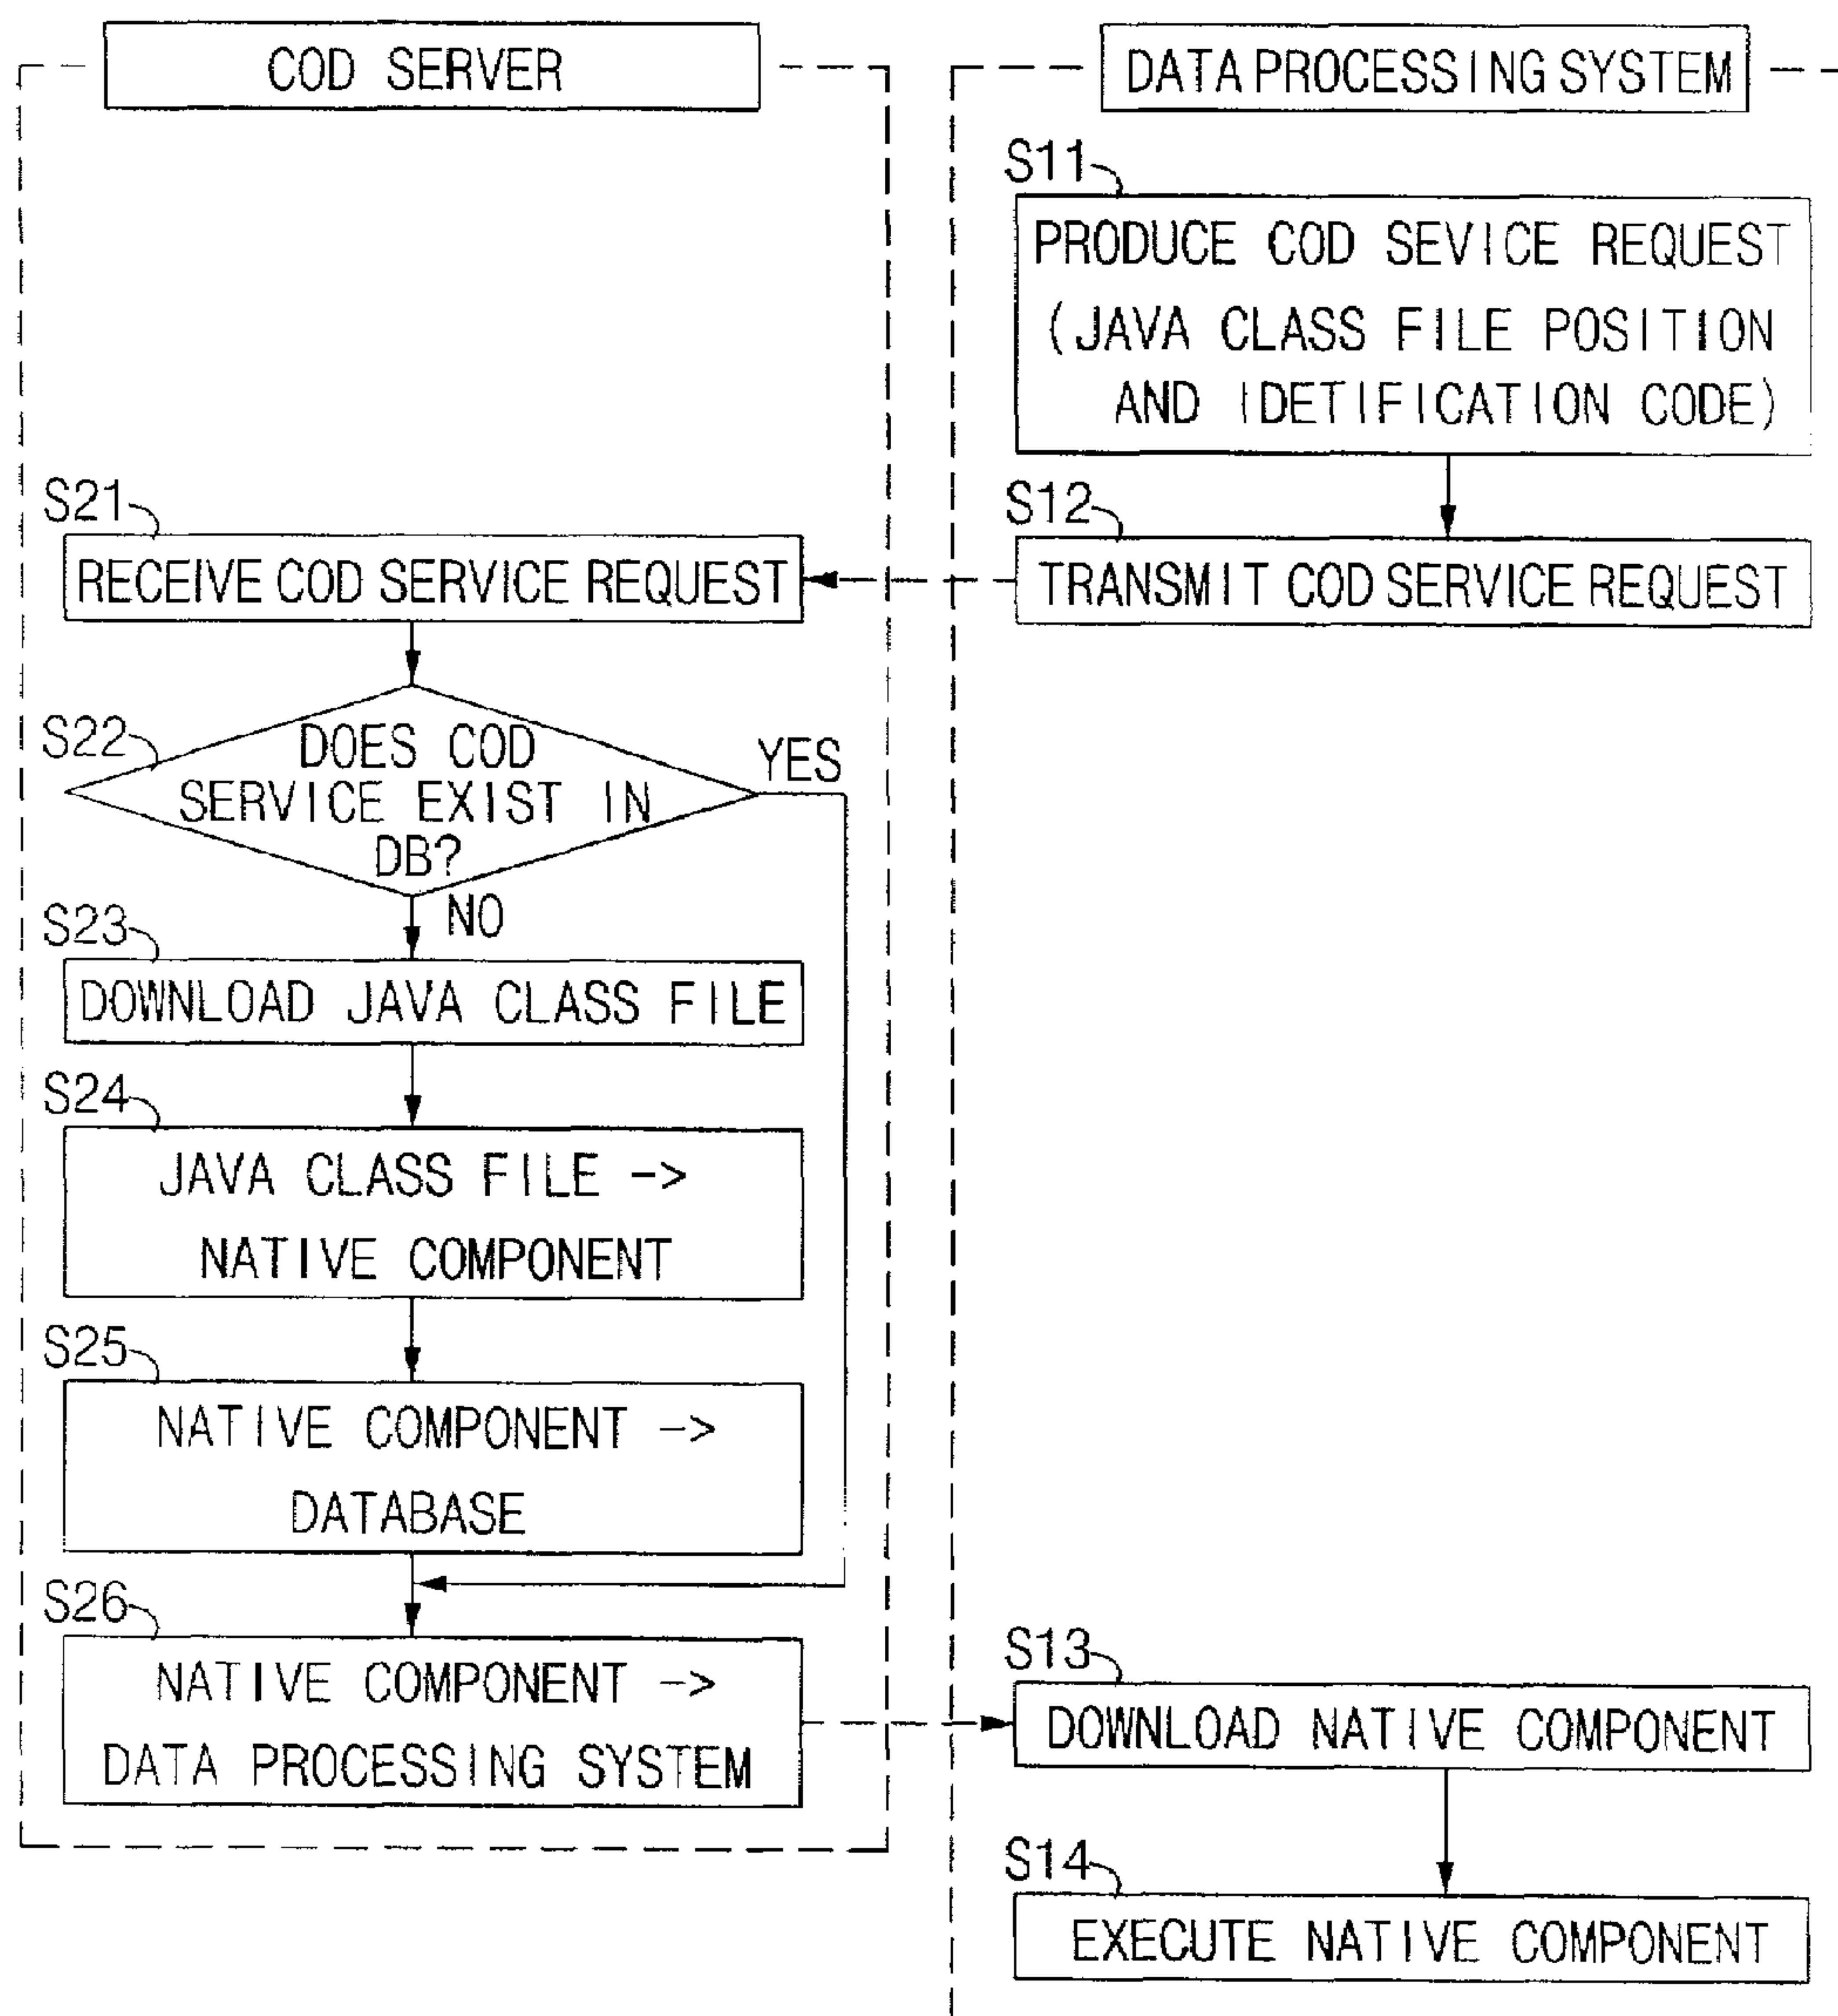 COD SERVER
DATA PROCESSING SYSTEM
S11
PRODUCE COD SEVICE REQUEST
(JAVA CLASS FILE POSITION
AND IDETIFICATION CODE)
S12
TRANSMIT COD SERVICE REQUEST
S21
RECEIVE COD SERVICE REQUEST
S22
DOES COD
SERVICE EXIST IN
DB?
YES
NO
S23
DOWNLOAD JAVA CLASS FILE
S24
JAVA CLASS FILE ->
NATIVE COMPONENT
S25
NATIVE COMPONENT ->
DATABASE
S26
NATIVE COMPONENT ->
DATA PROCESSING SYSTEM
S13
DOWNLOAD NATIVE COMPONENT
S14
EXECUTE NATIVE COMPONENT